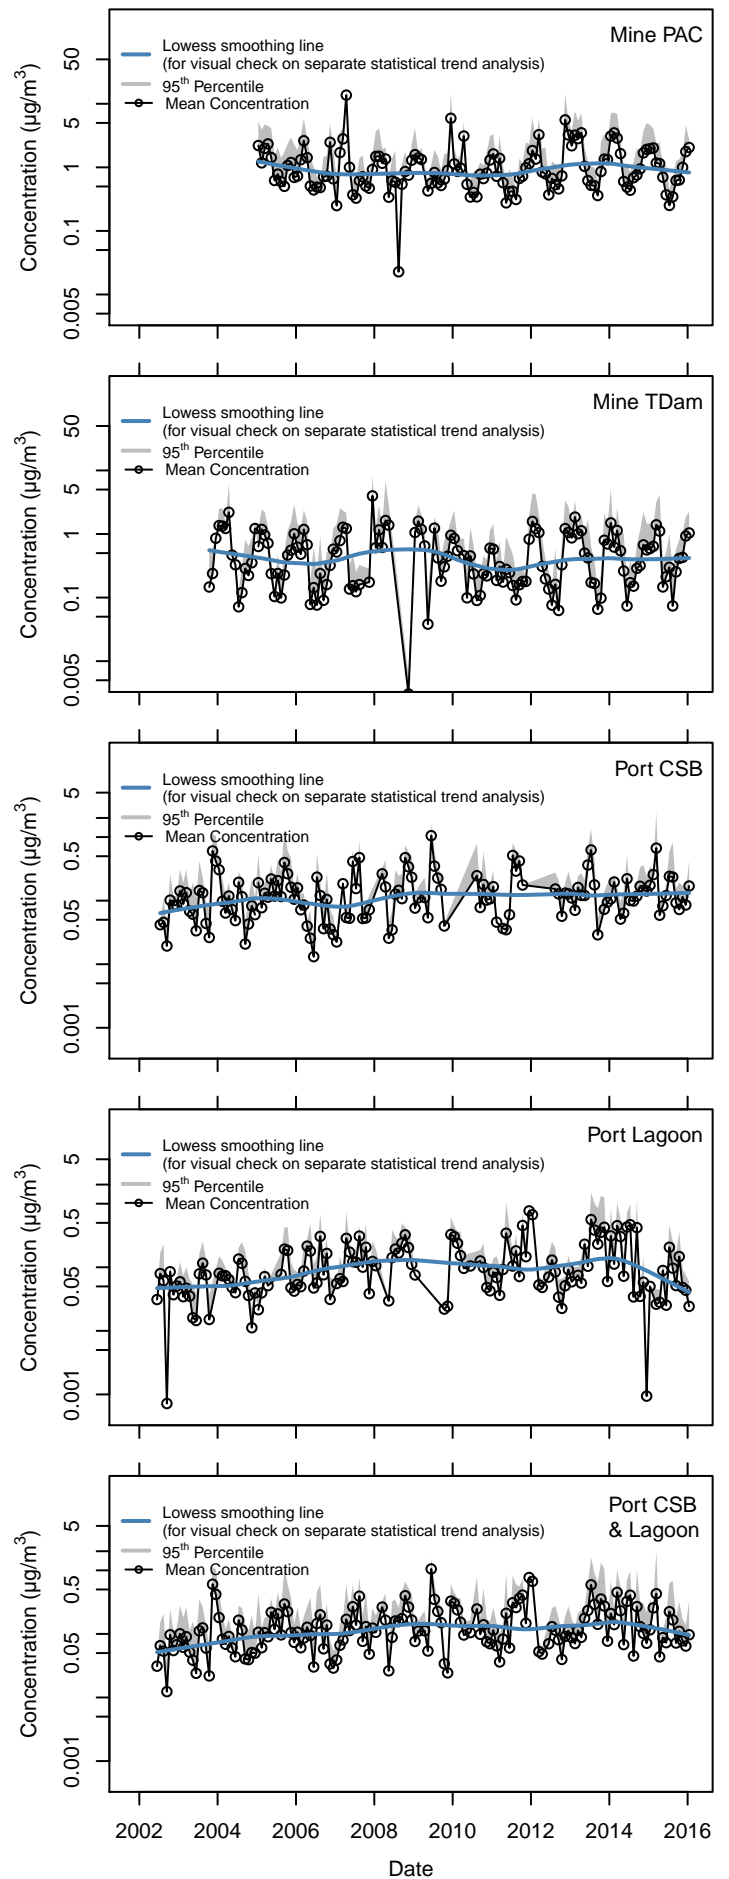 Mine PAC
Lowess smoothing line
(for visual check on separate statistical trend analysis)
95th Percentile
Mean Concentration
Concentration (µg/m³)
50
5
1
0.1
0.005
Mine TDam
Lowess smoothing line
(for visual check on separate statistical trend analysis)
95th Percentile
Mean Concentration
Concentration (µg/m³)
50
5
1
0.1
0.005
Port CSB
Lowess smoothing line
(for visual check on separate statistical trend analysis)
95th Percentile
Mean Concentration
Concentration (µg/m³)
5
0.5
0.05
0.001
Port Lagoon
Lowess smoothing line
(for visual check on separate statistical trend analysis)
95th Percentile
Mean Concentration
Concentration (µg/m³)
5
0.5
0.05
0.001
Port CSB
& Lagoon
Lowess smoothing line
(for visual check on separate statistical trend analysis)
95th Percentile
Mean Concentration
Concentration (µg/m³)
5
0.5
0.05
0.001
2002 2004 2006 2008 2010 2012 2014 2016
Date